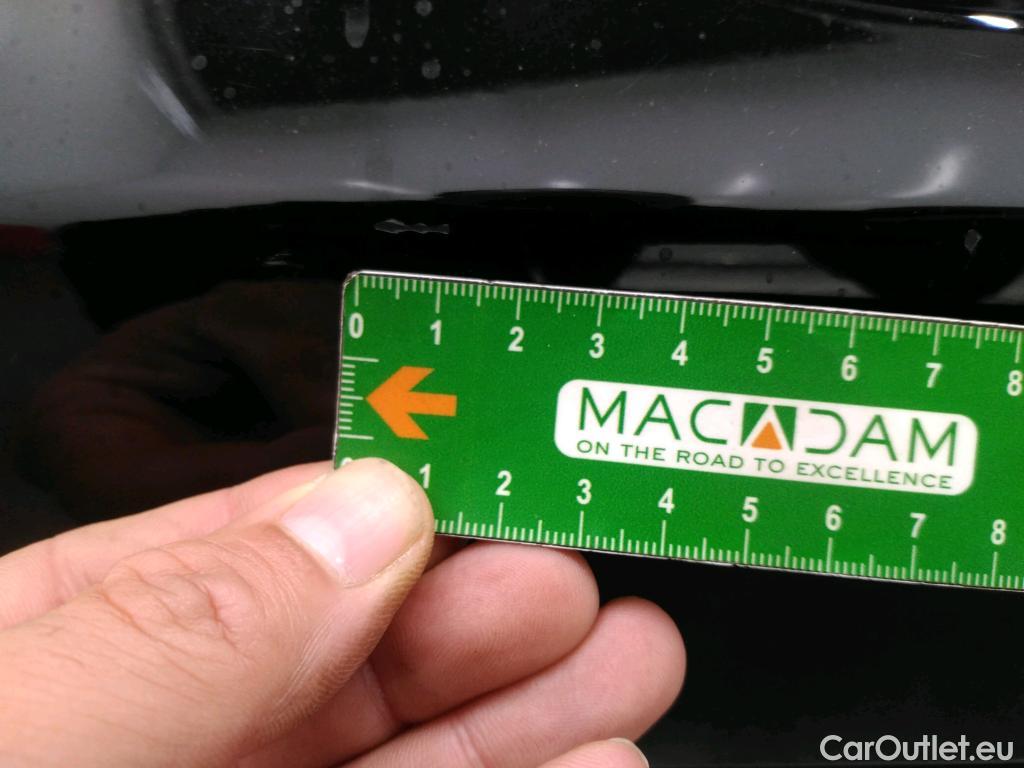 0 1 2 3 4 5 6 7 8
MACADAM
ON THE ROAD TO EXCELLENCE
1 2 3 4 5 6 7 8
CarOutlet.eu